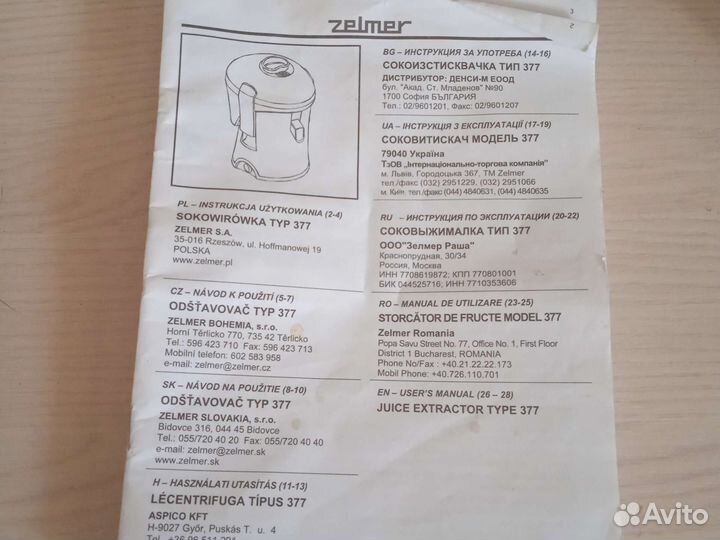 zelmer
PL – INSTRUKCJA UŻYTKOWANIA (2-4)
SOKOWIRÓWKA TYP 377
ZELMER S.A.
35-016 Rzeszów, ul. Hoffmanowej 19
POLSKA
www.zelmer.pl
CZ – NÁVOD K POUŽITÍ (5-7)
ODŠŤAVOVAČ TYP 377
ZELMER BOHEMIA, s.r.o.
Horní Těrlicko 770, 735 42 Těrlicko
Tel.: 596 423 710 Fax: 596 423 713
Mobilní telefon: 602 583 958
e-mail: zelmer@zelmer.cz
SK – NÁVOD NA POUŽITIE (8-10)
ODŠŤAVOVAČ TYP 377
ZELMER SLOVAKIA, s.r.o.
Bidovce 316, 044 45 Bidovce
Tel.: 055/720 40 20 Fax: 055/720 40 40
e-mail: zelmer@zelmer.sk
www.zelmer.sk
H – HASZNÁLATI UTASÍTÁS (11-13)
LÉCENTRIFUGA TÍPUS 377
ASPICO KFT
H-9027 Győr, Puskás T. u. 4
Tel. +36 96 511 291
BG – ИНСТРУКЦИЯ ЗА УПОТРЕБА (14-16)
СОКОИЗСТИСКВАЧКА ТИП 377
ДИСТРИБУТОР: ДЕНСИ-М ЕООД
бул. "Акад. Ст. Младенов" №90
1700 София БЪЛГАРИЯ
Тел.: 02/9601201, Факс: 02/9601207
UA – ІНСТРУКЦІЯ З ЕКСПЛУАТАЦІЇ (17-19)
СОКОВИТИСКАЧ МОДЕЛЬ 377
79040 Україна
ТзОВ „Інтернаціонально-торгова компанія"
м. Львів, Городоцька 367, ТМ Zelmer
тел./факс (032) 2951229, (032) 2951066
м. Київ, тел./факс (044) 4840631, (044) 4840635
RU – ИНСТРУКЦИЯ ПО ЭКСПЛУАТАЦИИ (20-22)
СОКОВЫЖИМАЛКА ТИП 377
ООО"Зелмер Раша"
Краснопрудная, 30/34
Россия, Москва
ИНН 7708619872; КПП 770801001
БИК 044525716; ИНН 7710353606
RO – MANUAL DE UTILIZARE (23-25)
STORCĂTOR DE FRUCTE MODEL 377
Zelmer Romania
Popa Savu Street No. 77, Office No. 1, First Floor
District 1 Bucharest, ROMANIA
Phone No/Fax : +40.21.22.22.173
Mobil Phone: +40.726.110.701
EN – USER'S MANUAL (26 – 28)
JUICE EXTRACTOR TYPE 377
Avito